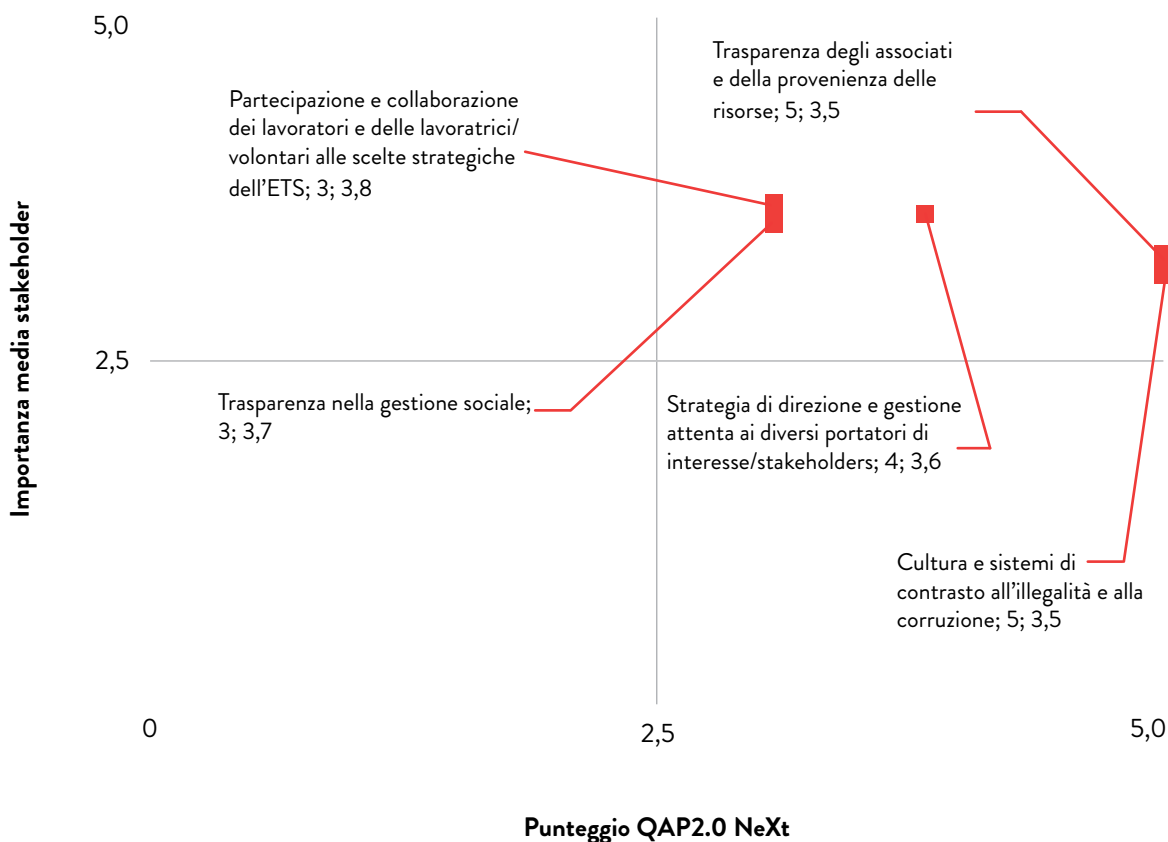 5,0
Trasparenza degli associati
e della provenienza delle
risorse; 5; 3,5
Partecipazione e collaborazione
dei lavoratori e delle lavoratrici/
volontari alle scelte strategiche
dell'ETS; 3; 3,8
Importanza media stakeholder
2,5
Trasparenza nella gestione sociale;
3; 3,7
Strategia di direzione e gestione
attenta ai diversi portatori di
interesse/stakeholders; 4; 3,6
Cultura e sistemi di
contrasto all'illegalità e alla
corruzione; 5; 3,5
0
2,5
5,0
Punteggio QAP2.0 NeXt